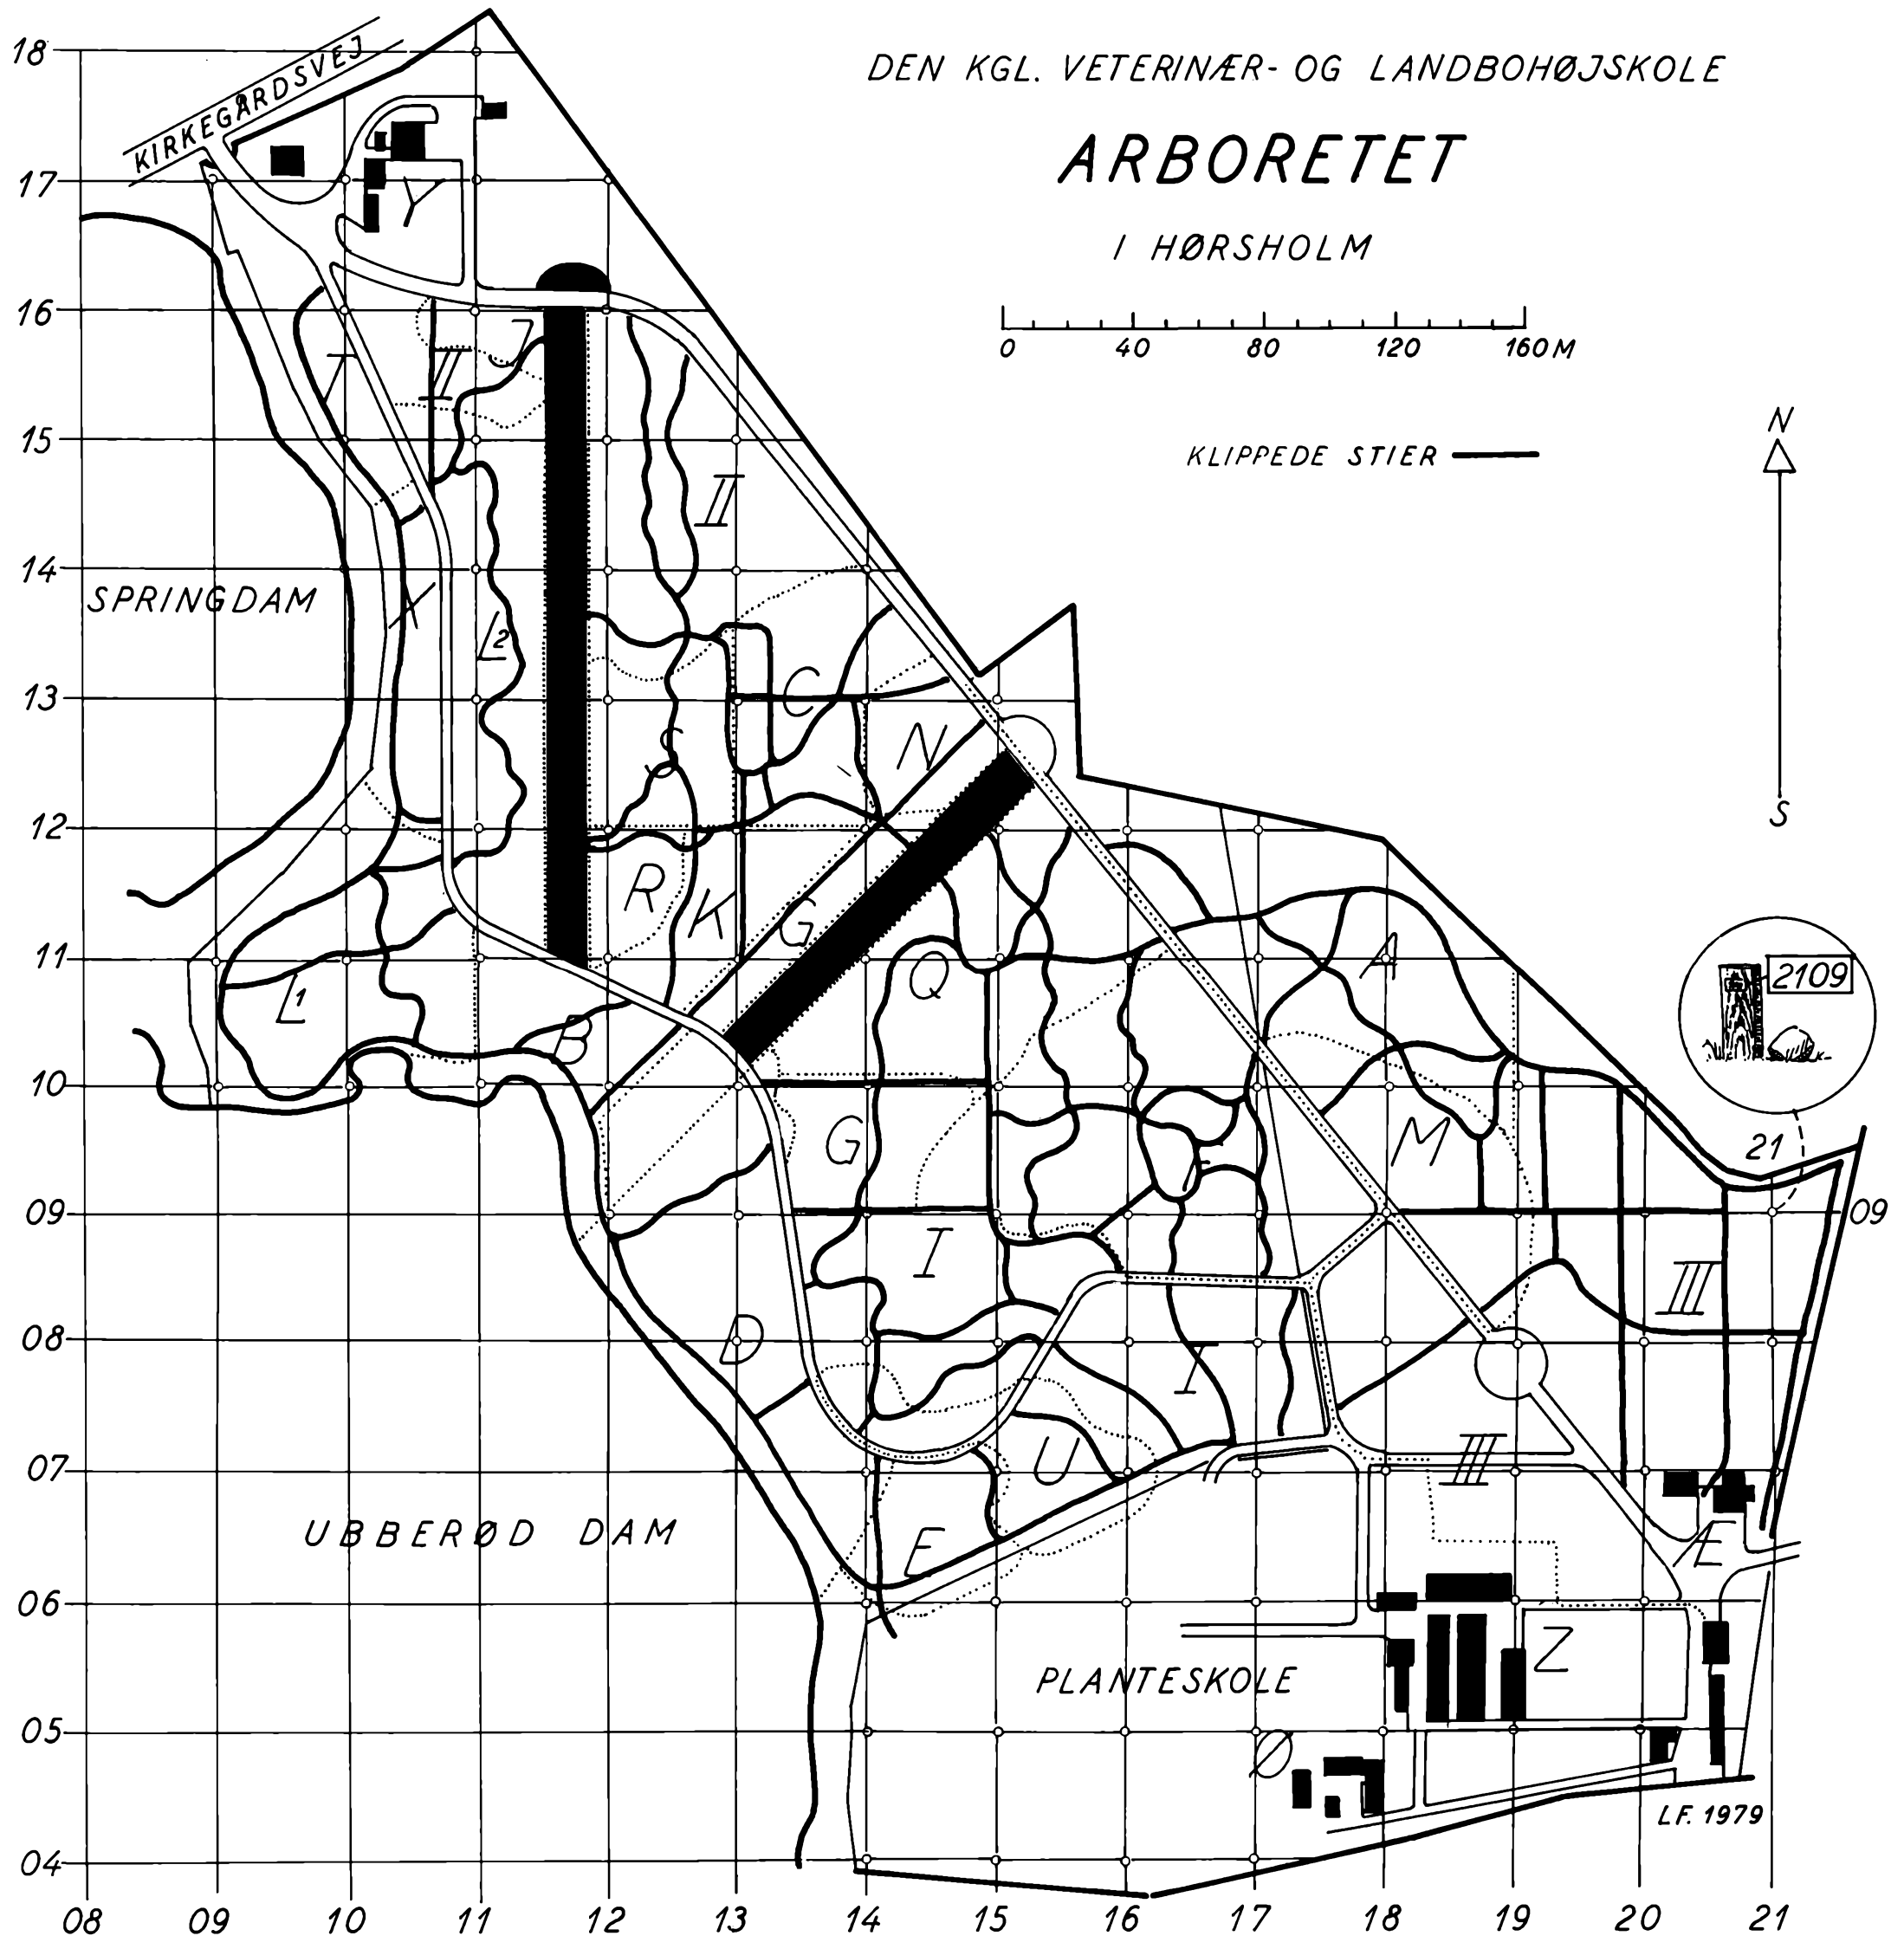 DEN KGL. VETERINÆR- OG LANDBOHØJSKOLE
ARBORETET
I HØRSHOLM
0 40 80 120 160 M
KLIPPEDE STIER
N
S
KIRKEGÅRDSVEJ
18
17
Y
16
J
I
II
15
II
14
SPRINGDAM
X
L2
13
C
S
N
12
R
K
G
11
A
Q
L1
2109
B
10
M
G
F
21
09
09
I
III
D
08
I
07
U
III
UBBERØD DAM
F
E
06
Z
PLANTESKOLE
05
Ø
L.F. 1979
04
08 09 10 11 12 13 14 15 16 17 18 19 20 21